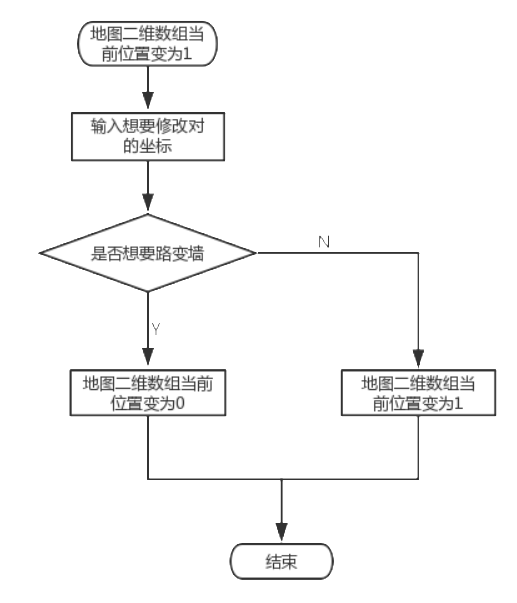 地图二维数组当
前位置变为1
输入想要修改对
的坐标
是否想要路变墙
N
Y
地图二维数组当前
位置变为0
地图二维数组当
前位置变为1
结束